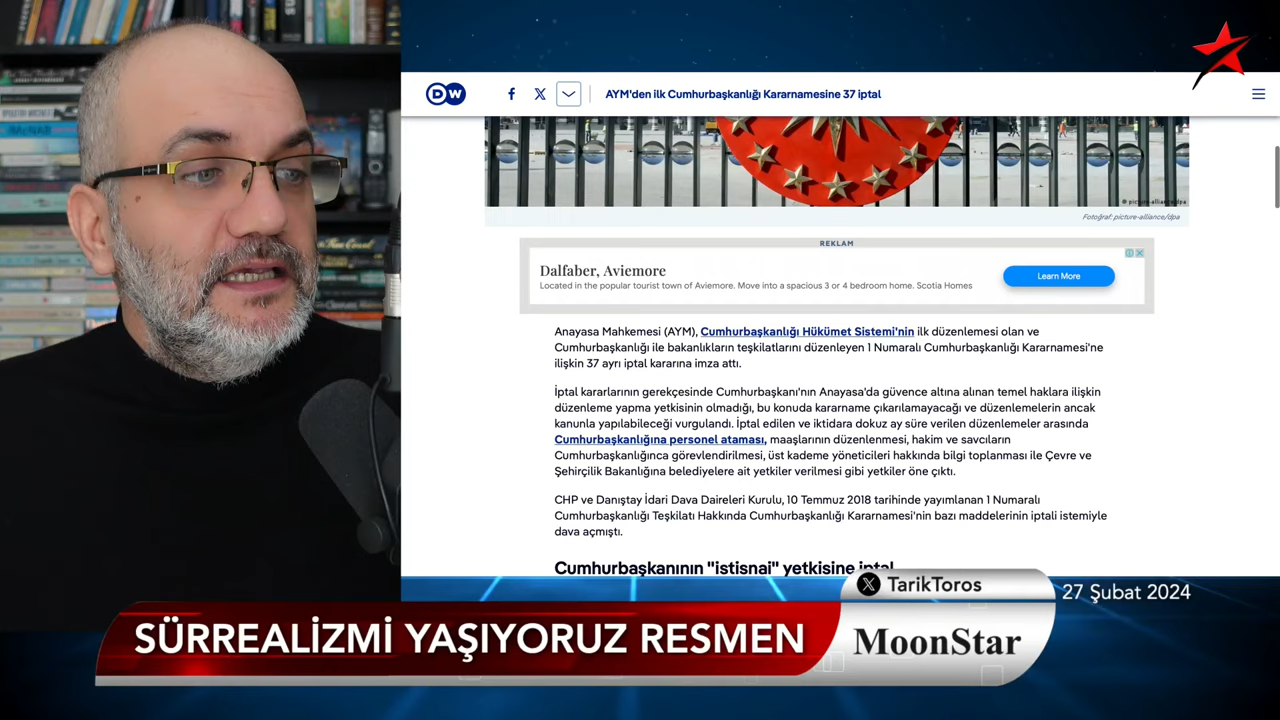 DW
AYM'den ilk Cumhurbaşkanlığı Kararnamesine 37 iptal
© picture-alliance/dpa
Fotoğraf: picture-alliance/dpa
REKLAM
Dalfaber, Aviemore
Located in the popular tourist town of Aviemore. Move into a spacious 3 or 4 bedroom home. Scotia Homes
Learn More
Anayasa Mahkemesi (AYM), Cumhurbaşkanlığı Hükümet Sistemi'nin ilk düzenlemesi olan ve
Cumhurbaşkanlığı ile bakanlıkların teşkilatlarını düzenleyen 1 Numaralı Cumhurbaşkanlığı Kararnamesi'ne
ilişkin 37 ayrı iptal kararına imza attı.
İptal kararlarının gerekçesinde Cumhurbaşkanı'nın Anayasa'da güvence altına alınan temel haklara ilişkin
düzenleme yapma yetkisinin olmadığı, bu konuda kararname çıkarılamayacağı ve düzenlemelerin ancak
kanunla yapılabileceği vurgulandı. İptal edilen ve iktidara dokuz ay süre verilen düzenlemeler arasında
Cumhurbaşkanlığına personel ataması, maaşlarının düzenlenmesi, hakim ve savcıların
Cumhurbaşkanlığınca görevlendirilmesi, üst kademe yöneticileri hakkında bilgi toplanması ile Çevre ve
Şehirçilik Bakanlığına belediyelere ait yetkiler verilmesi gibi yetkiler öne çıktı.
CHP ve Danıştay İdari Dava Daireleri Kurulu, 10 Temmuz 2018 tarihinde yayımlanan 1 Numaralı
Cumhurbaşkanlığı Teşkilatı Hakkında Cumhurbaşkanlığı Kararnamesi'nin bazı maddelerinin iptali istemiyle
dava açmıştı.
Cumhurbaşkanının "istisnai" yetkisine iptal
TarikToros
27 Şubat 2024
SÜRREALİZMİ YAŞIYORUZ RESMEN
MoonStar